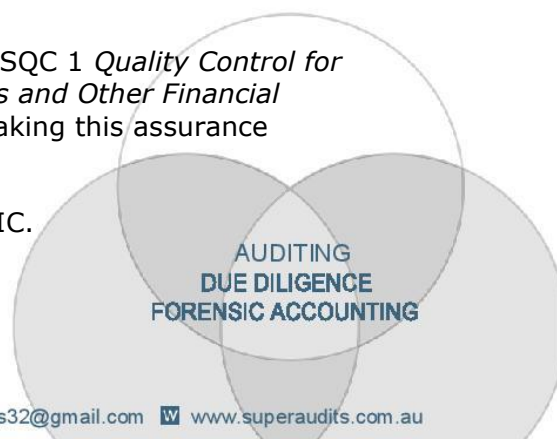 SQC 1 Quality Control for
s and Other Financial
aking this assurance
IC.
AUDITING
DUE DILIGENCE
FORENSIC ACCOUNTING
s32@gmail.com W www.superaudits.com.au